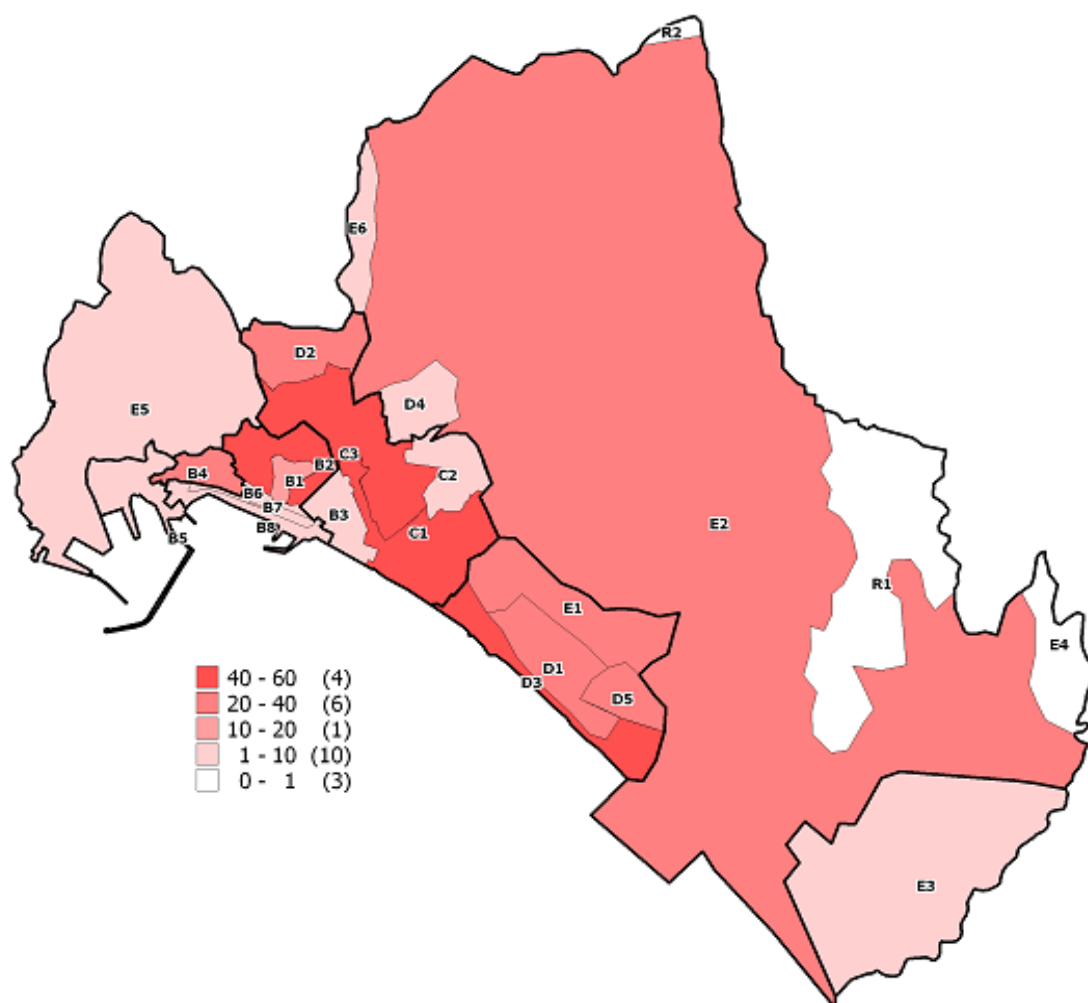 R2
E6
D2
D4
E5
C3
B2
B4
B1
C2
B6
B7
B3
B8
B5
C1
E2
R1
E1
E4
D1
D3
D5
40 - 60 (4)
20 - 40 (6)
10 - 20 (1)
1 - 10 (10)
0 - 1 (3)
E3